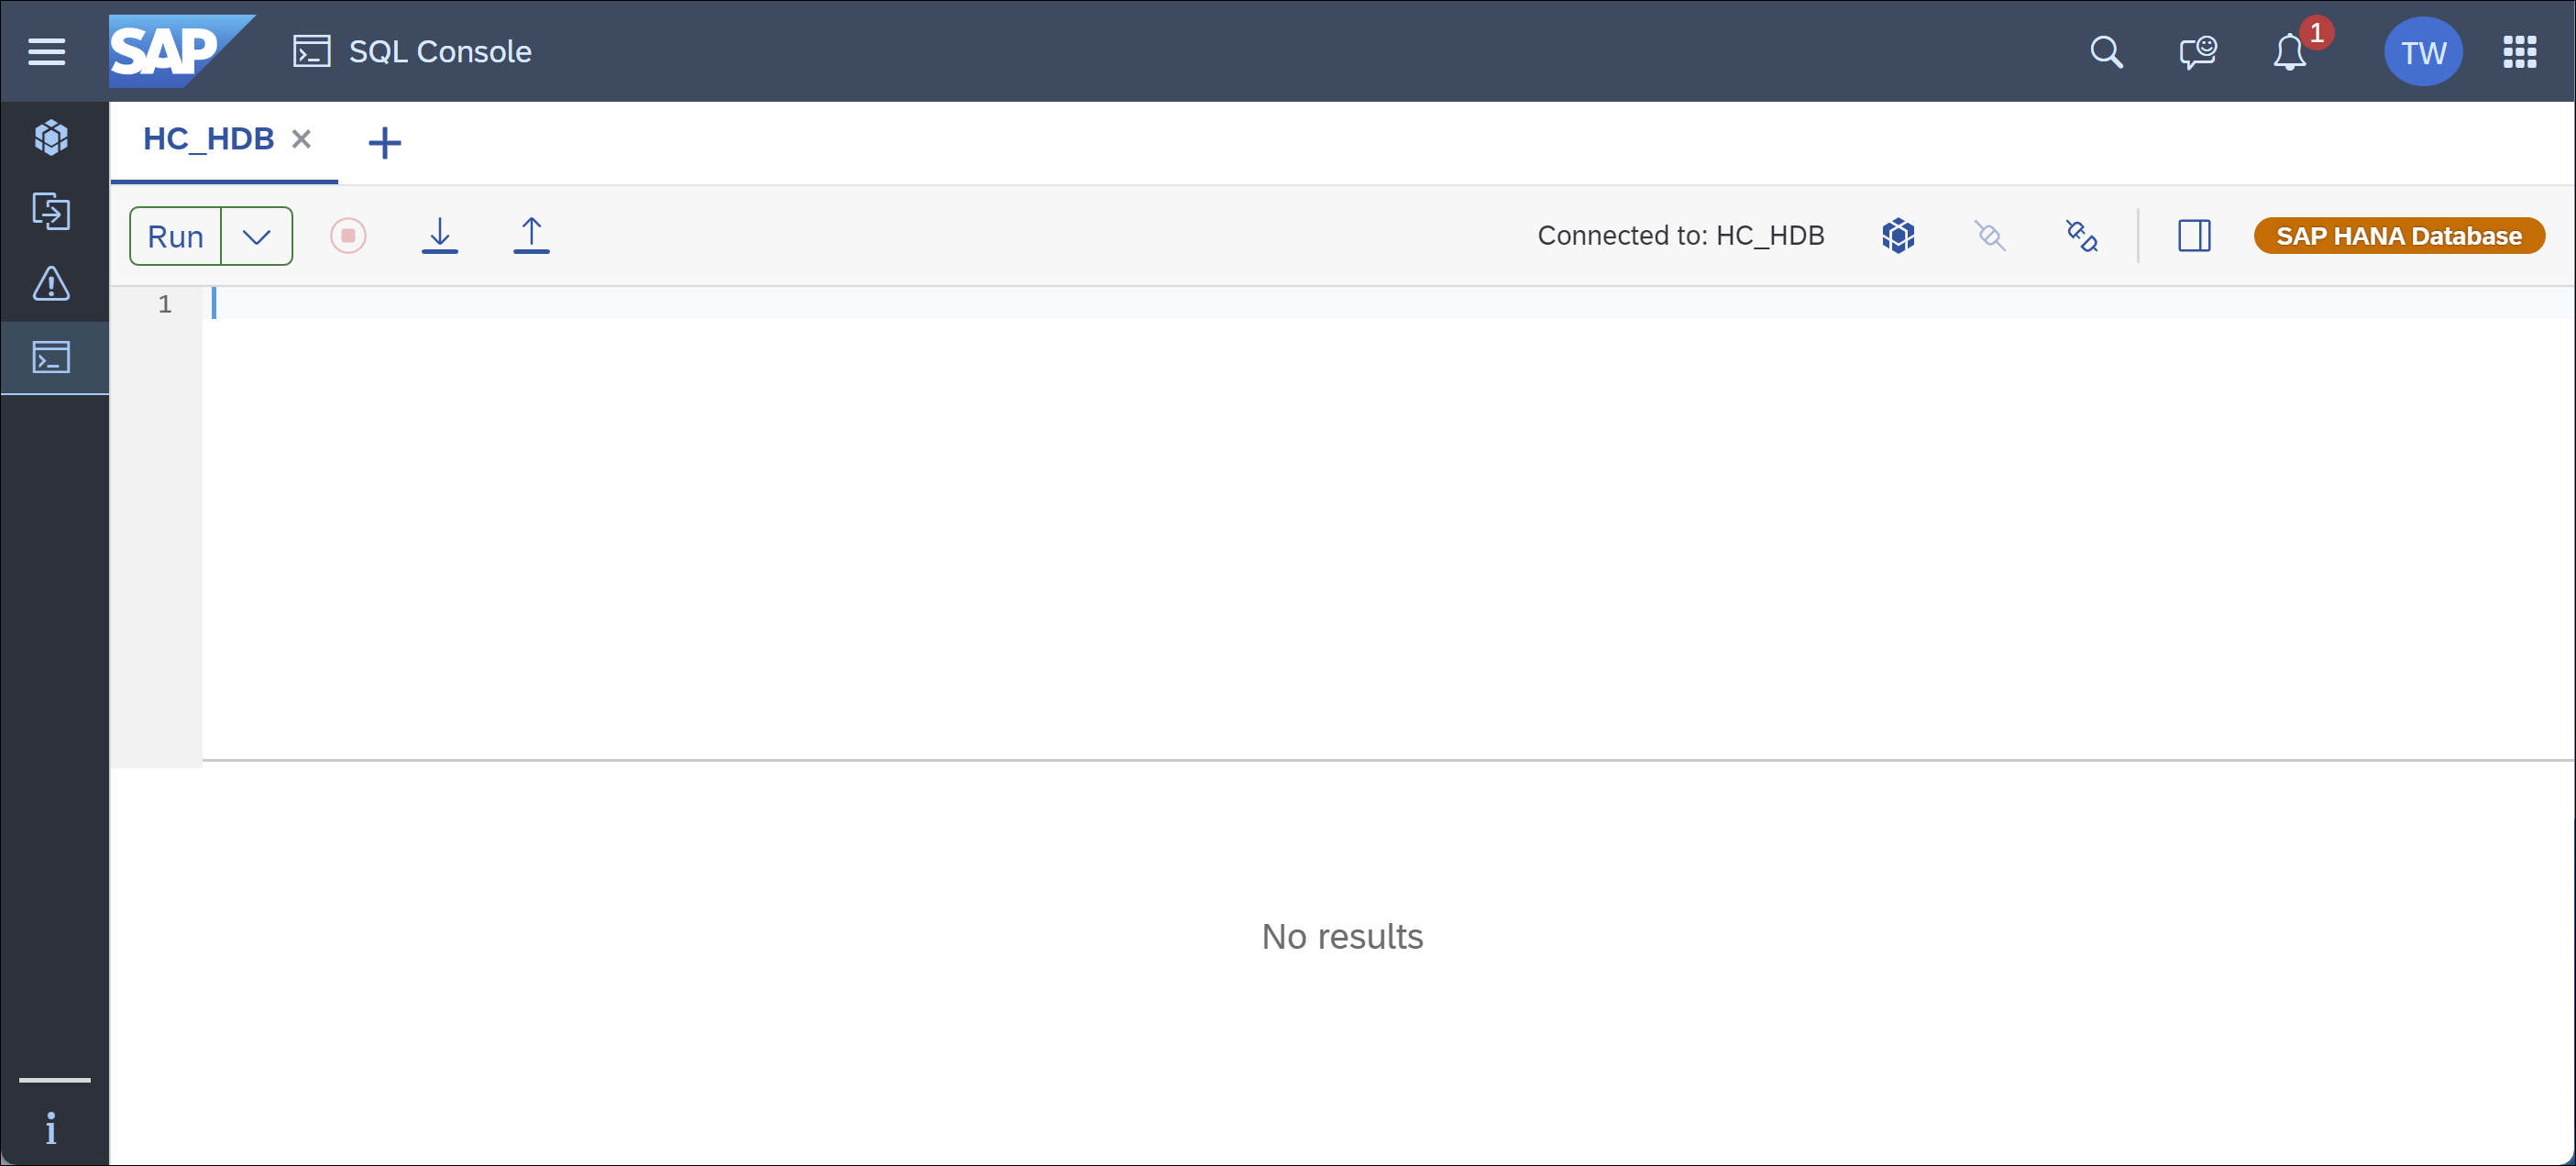 SAP SQL Console 1 TW
HC_HDB
Run Connected to: HC_HDB SAP HANA Database
1
No results